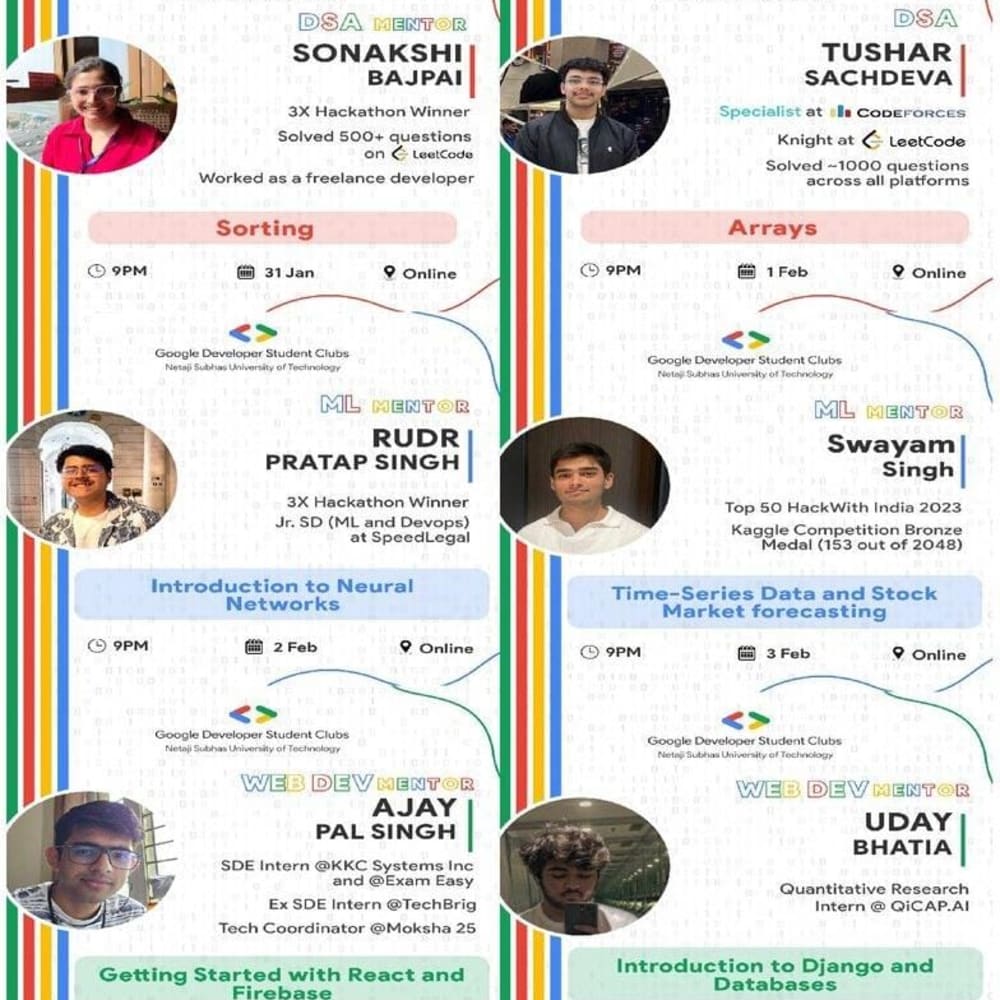 DSA MENTOR
SONAKSHI
BAJPAI
3X Hackathon Winner
Solved 500+ questions
on LeetCode
Worked as a freelance developer
Sorting
9PM
31 Jan
Online
Google Developer Student Clubs
Netaji Subhas University of Technology
DSA
TUSHAR
SACHDEVA
Specialist at CODEFORCES
Knight at LeetCode
Solved ~1000 questions
across all platforms
Arrays
9PM
1 Feb
Online
Google Developer Student Clubs
Netaji Subhas University of Technology
ML MENTOR
RUDR
PRATAP SINGH
3X Hackathon Winner
Jr. SD (ML and Devops)
at SpeedLegal
Introduction to Neural
Networks
9PM
2 Feb
Online
Google Developer Student Clubs
Netaji Subhas University of Technology
ML MENTOR
Swayam
Singh
Top 50 HackWith India 2023
Kaggle Competition Bronze
Medal (153 out of 2048)
Time-Series Data and Stock
Market forecasting
9PM
3 Feb
Online
Google Developer Student Clubs
Netaji Subhas University of Technology
WEB DEV MENTOR
AJAY
PAL SINGH
SDE Intern @KKC Systems Inc
and @Exam Easy
Ex SDE Intern @TechBrig
Tech Coordinator @Moksha 25
Getting Started with React and
Firebase
WEB DEV MENTOR
UDAY
BHATIA
Quantitative Research
Intern @ QiCAP.AI
Introduction to Django and
Databases